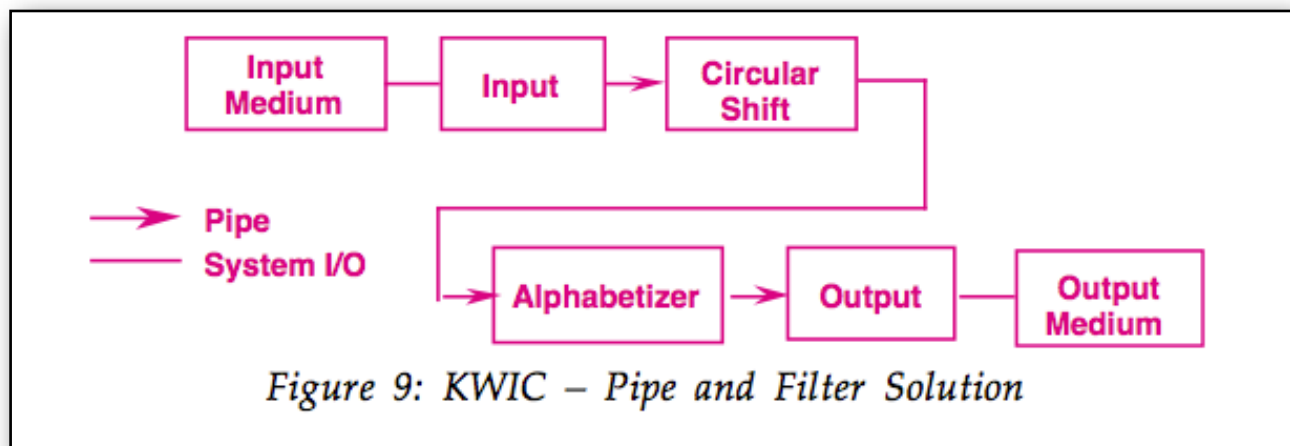 Input
Medium
Input
Circular
Shift
Pipe
System I/O
Alphabetizer
Output
Output
Medium
Figure 9: KWIC – Pipe and Filter Solution